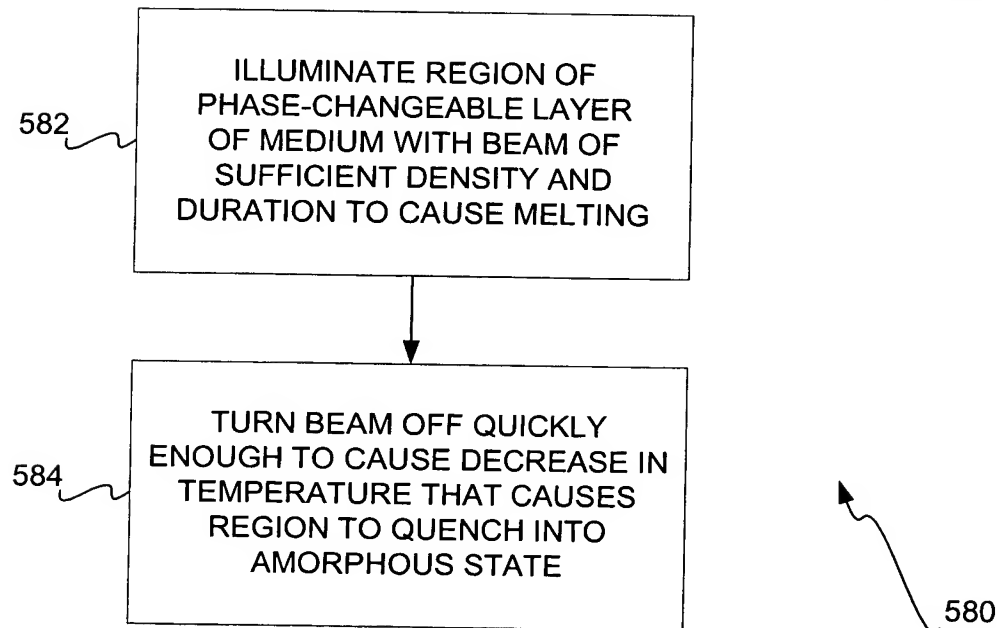 582
ILLUMINATE REGION OF
PHASE-CHANGEABLE LAYER
OF MEDIUM WITH BEAM OF
SUFFICIENT DENSITY AND
DURATION TO CAUSE MELTING
584
TURN BEAM OFF QUICKLY
ENOUGH TO CAUSE DECREASE IN
TEMPERATURE THAT CAUSES
REGION TO QUENCH INTO
AMORPHOUS STATE
580